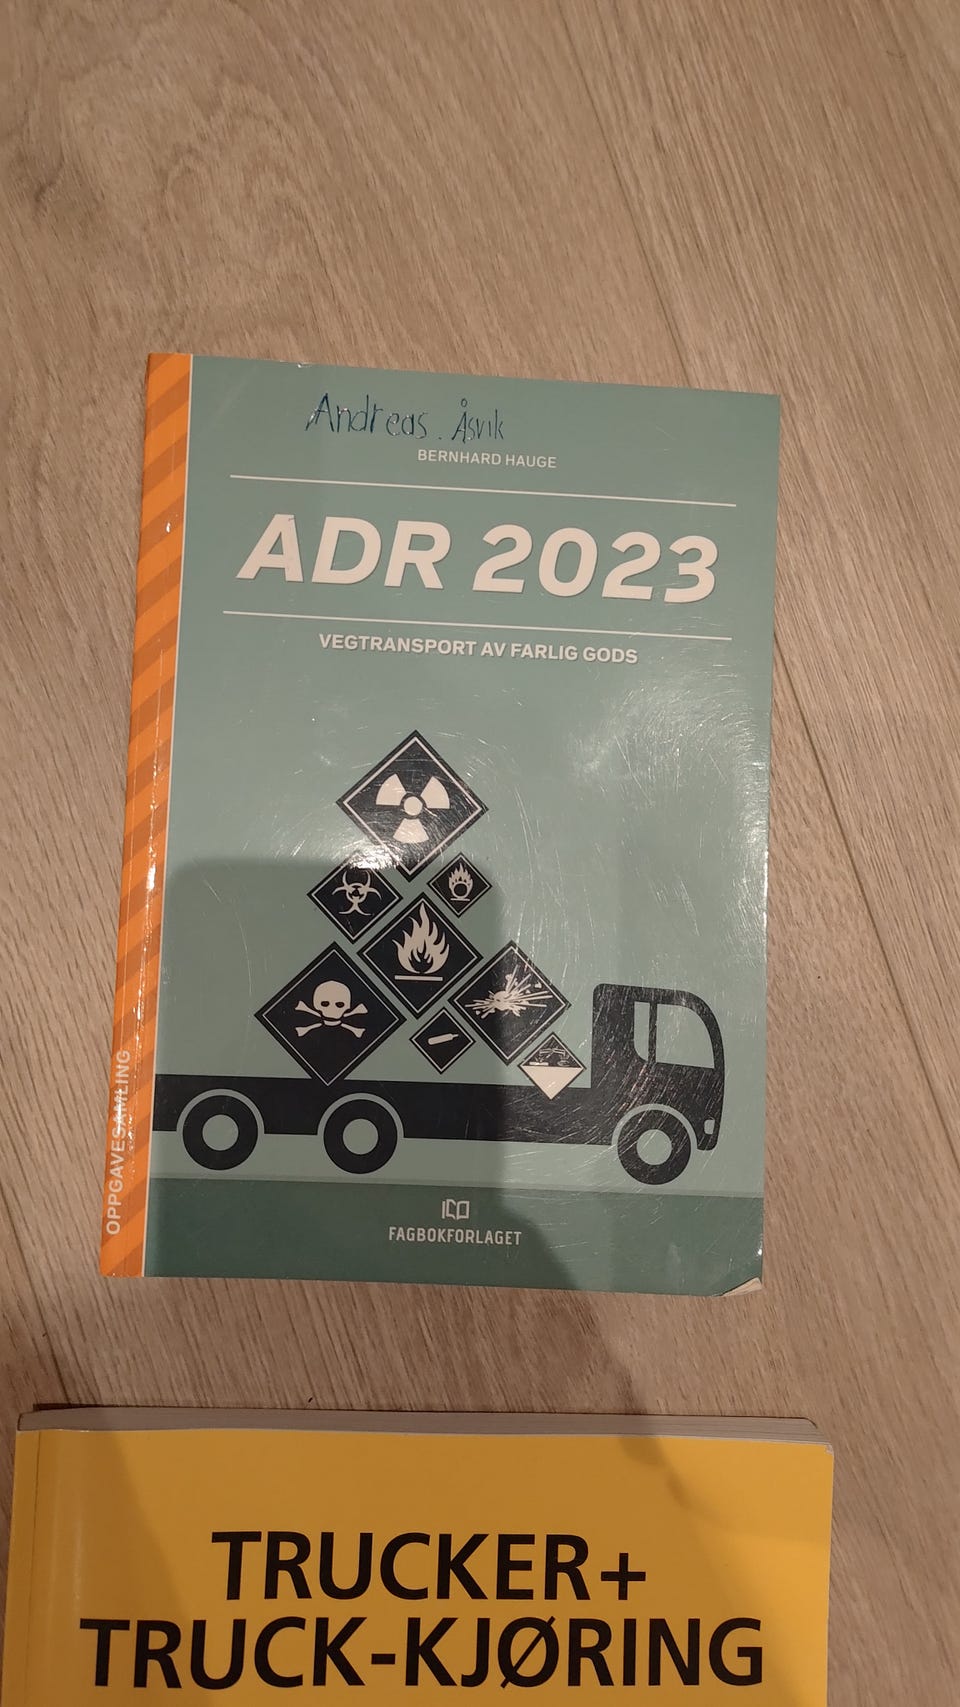 Andreas. Åsvik
BERNHARD HAUGE
ADR 2023
VEGTRANSPORT AV FARLIG GODS
OPPGAVESAMLING
FAGBOKFORLAGET
TRUCKER+
TRUCK-KJØRING